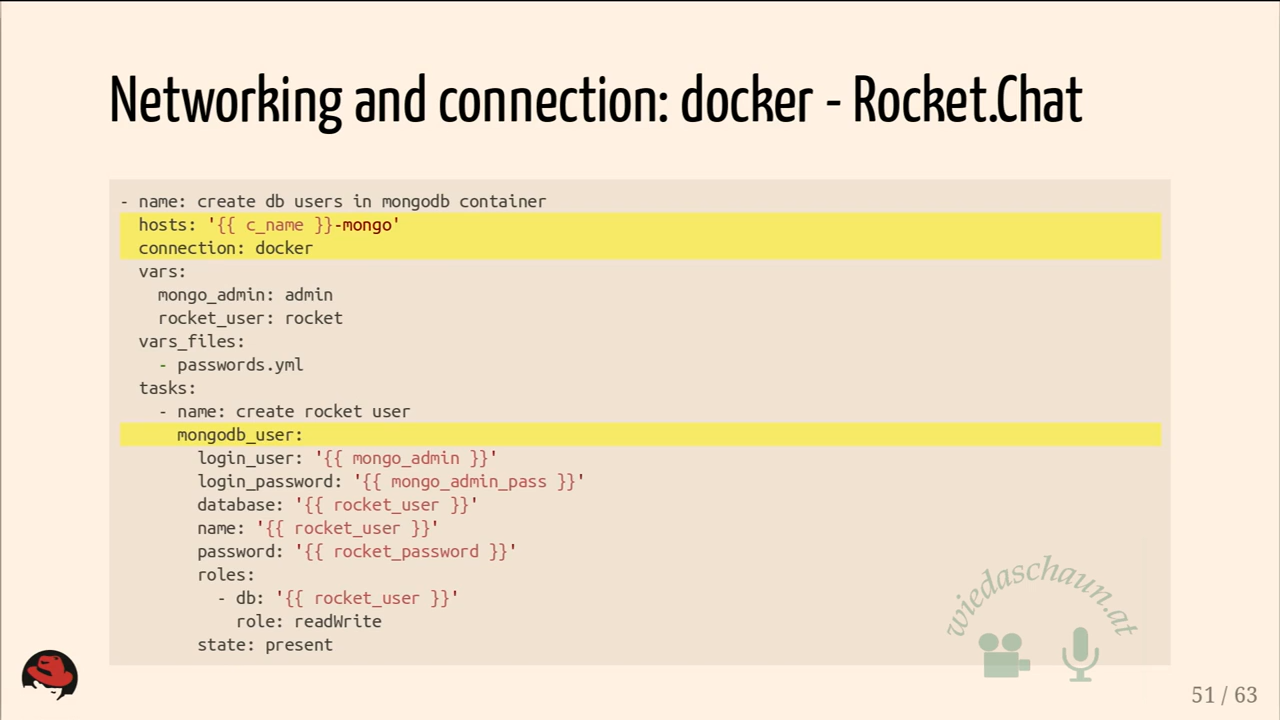 Networking and connection: docker - Rocket.Chat
- name: create db users in mongodb container
  hosts: '{{ c_name }}-mongo'
  connection: docker
  vars:
    mongo_admin: admin
    rocket_user: rocket
  vars_files:
    - passwords.yml
  tasks:
    - name: create rocket user
      mongodb_user:
        login_user: '{{ mongo_admin }}'
        login_password: '{{ mongo_admin_pass }}'
        database: '{{ rocket_user }}'
        name: '{{ rocket_user }}'
        password: '{{ rocket_password }}'
        roles:
          - db: '{{ rocket_user }}'
            role: readWrite
        state: present
wiedaschaun.at
51 / 63